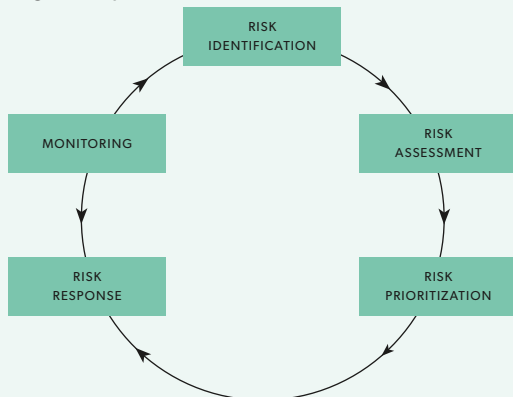 RISK
IDENTIFICATION
RISK
ASSESSMENT
RISK
PRIORITIZATION
RISK
RESPONSE
MONITORING